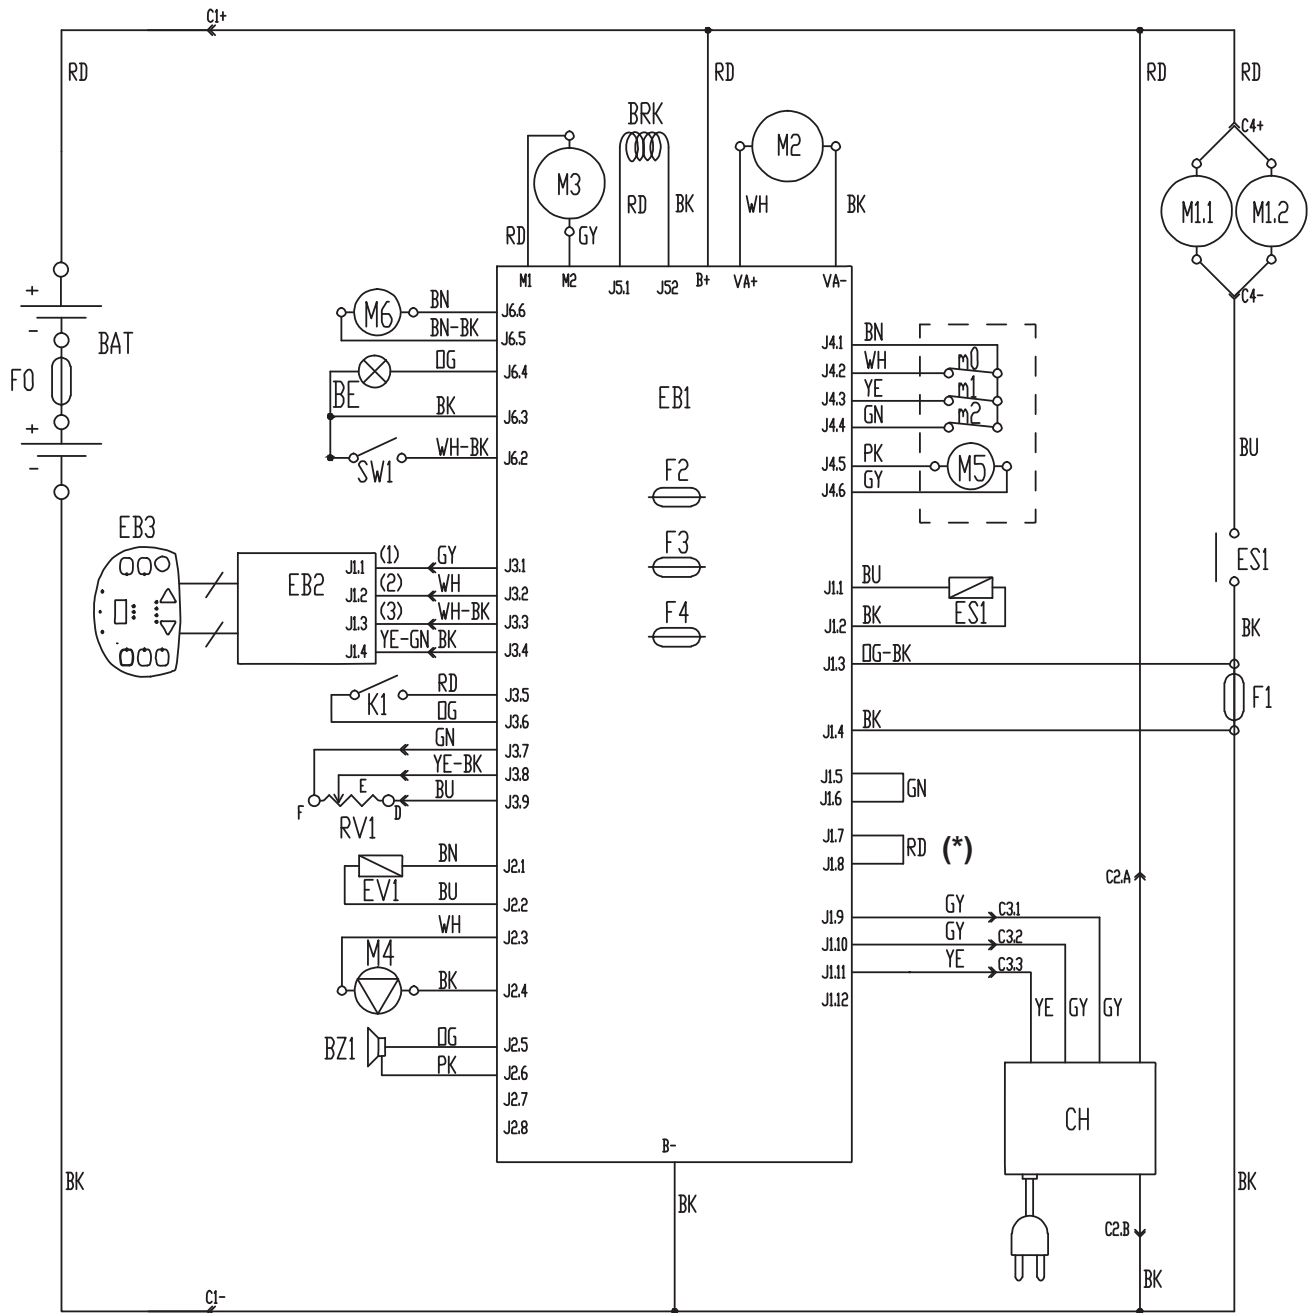 C1+
RD
RD
RD
RD
BRK
C4+
M3
M2
M1.1
M1.2
RD
BK
WH
BK
RD
GY
M1
M2
J5.1
J52
B+
VA+
VA-
C4-
+
-
BAT
F0
+
-
M6
BN
J6.6
BN-BK
J6.5
OG
J6.4
BE
BK
J6.3
WH-BK
J6.2
SW1
EB1
F2
F3
F4
J4.1
BN
m0
J4.2
WH
m1
J4.3
YE
m2
J4.4
GN
J4.5
PK
M5
J4.6
GY
BU
ES1
EB3
EB2
J1.1
(1)
GY
J3.1
J1.2
(2)
WH
J3.2
J1.3
(3)
WH-BK
J3.3
J1.4
YE-GN
BK
J3.4
J1.1
BU
ES1
J1.2
BK
BK
J1.3
OG-BK
F1
J1.4
BK
K1
RD
J3.5
OG
J3.6
GN
J3.7
YE-BK
J3.8
E
BU
J3.9
F
D
RV1
J1.5
J1.6
GN
J1.7
J1.8
RD (*)
BN
J2.1
EV1
BU
J2.2
WH
J2.3
M4
BK
J2.4
BZ1
OG
J2.5
PK
J2.6
J2.7
J2.8
C2.A
J1.9
GY
C3.1
J1.10
GY
C3.2
J1.11
YE
C3.3
J1.12
YE
GY
GY
CH
B-
BK
BK
BK
C2.B
BK
C1-